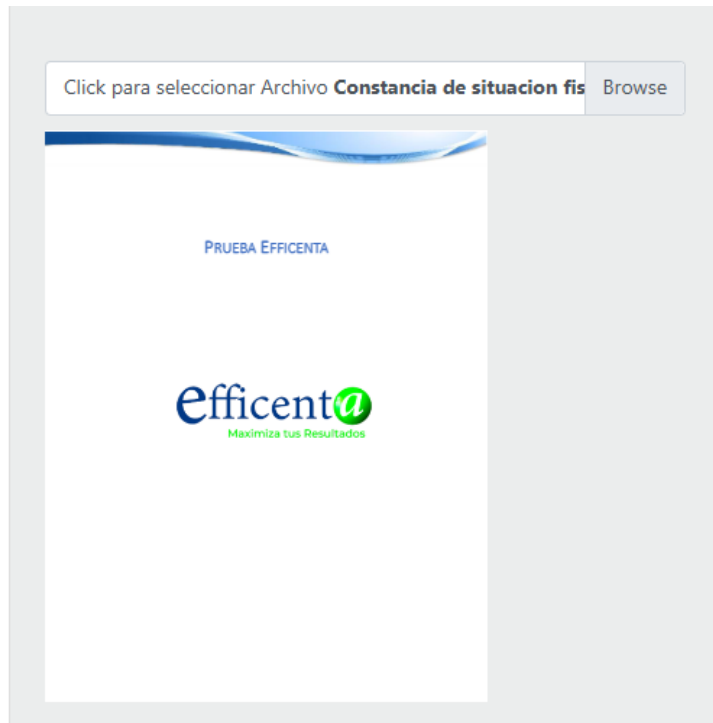 Click para seleccionar Archivo Constancia de situacion fis Browse
PRUEBA EFFICENTA
efficenta
Maximiza tus Resultados